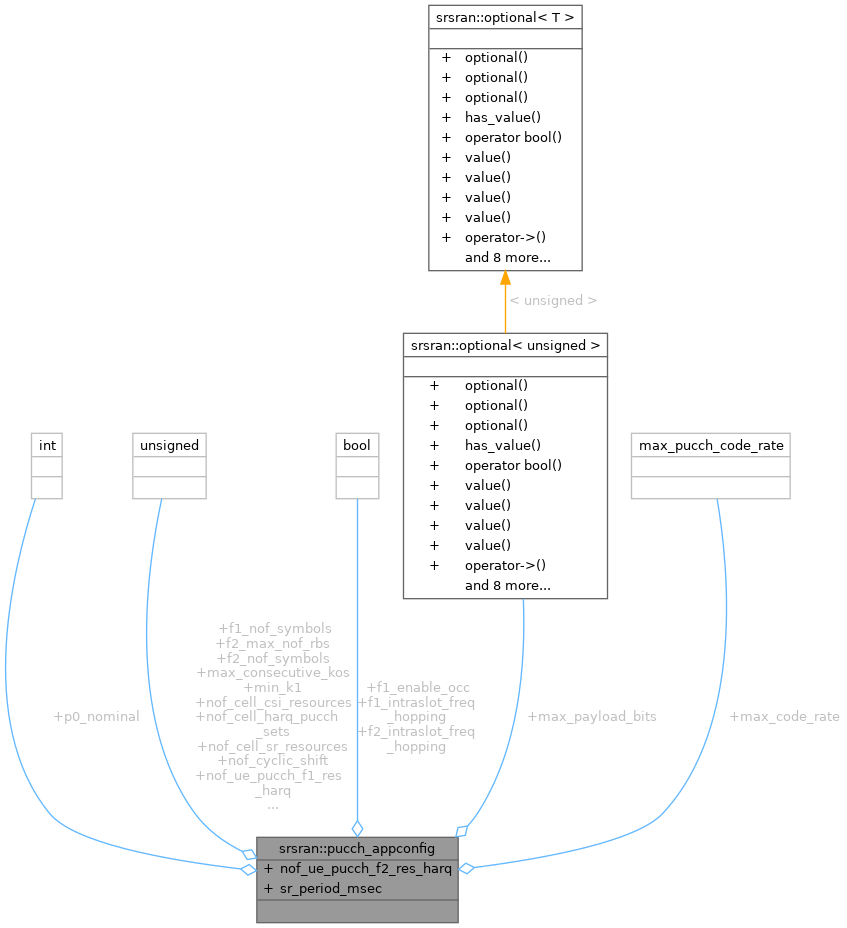 srsran::optional< T >
+ optional()
+ optional()
+ optional()
+ has_value()
+ operator bool()
+ value()
+ value()
+ value()
+ value()
+ operator->()
and 8 more...
< unsigned >
srsran::optional< unsigned >
+ optional()
+ optional()
+ optional()
+ has_value()
+ operator bool()
+ value()
+ value()
+ value()
+ value()
+ operator->()
and 8 more...
int
unsigned
bool
max_pucch_code_rate
+p0_nominal
+f1_nof_symbols
+f2_max_nof_rbs
+f2_nof_symbols
+max_consecutive_kos
+min_k1
+nof_cell_csi_resources
+nof_cell_harq_pucch
_sets
+nof_cell_sr_resources
+nof_cyclic_shift
+nof_ue_pucch_f1_res
_harq
...
+f1_enable_occ
+f1_intraslot_freq
_hopping
+f2_intraslot_freq
_hopping
+max_payload_bits
+max_code_rate
srsran::pucch_appconfig
+ nof_ue_pucch_f2_res_harq
+ sr_period_msec